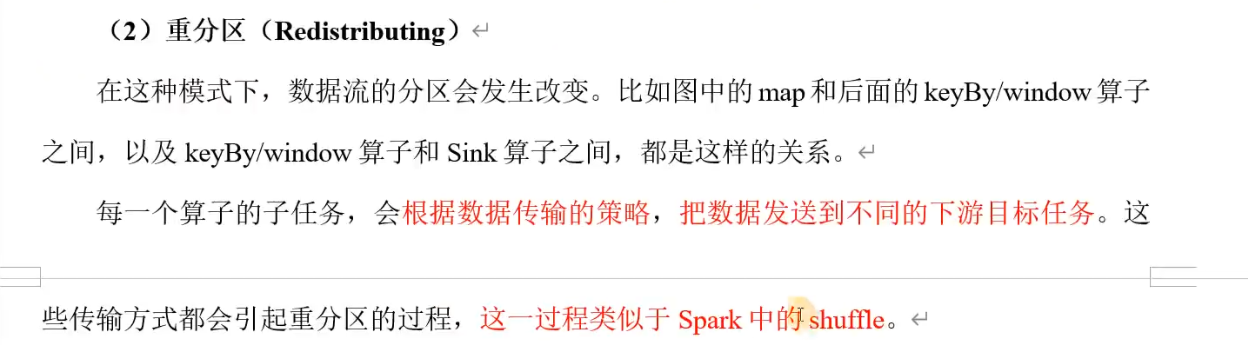 （2）重分区（Redistributing）
在这种模式下，数据流的分区会发生改变。比如图中的 map 和后面的 keyBy/window 算子
之间，以及 keyBy/window 算子和 Sink 算子之间，都是这样的关系。
每一个算子的子任务，会根据数据传输的策略，把数据发送到不同的下游目标任务。这
些传输方式都会引起重分区的过程，这一过程类似于 Spark 中的 shuffle。